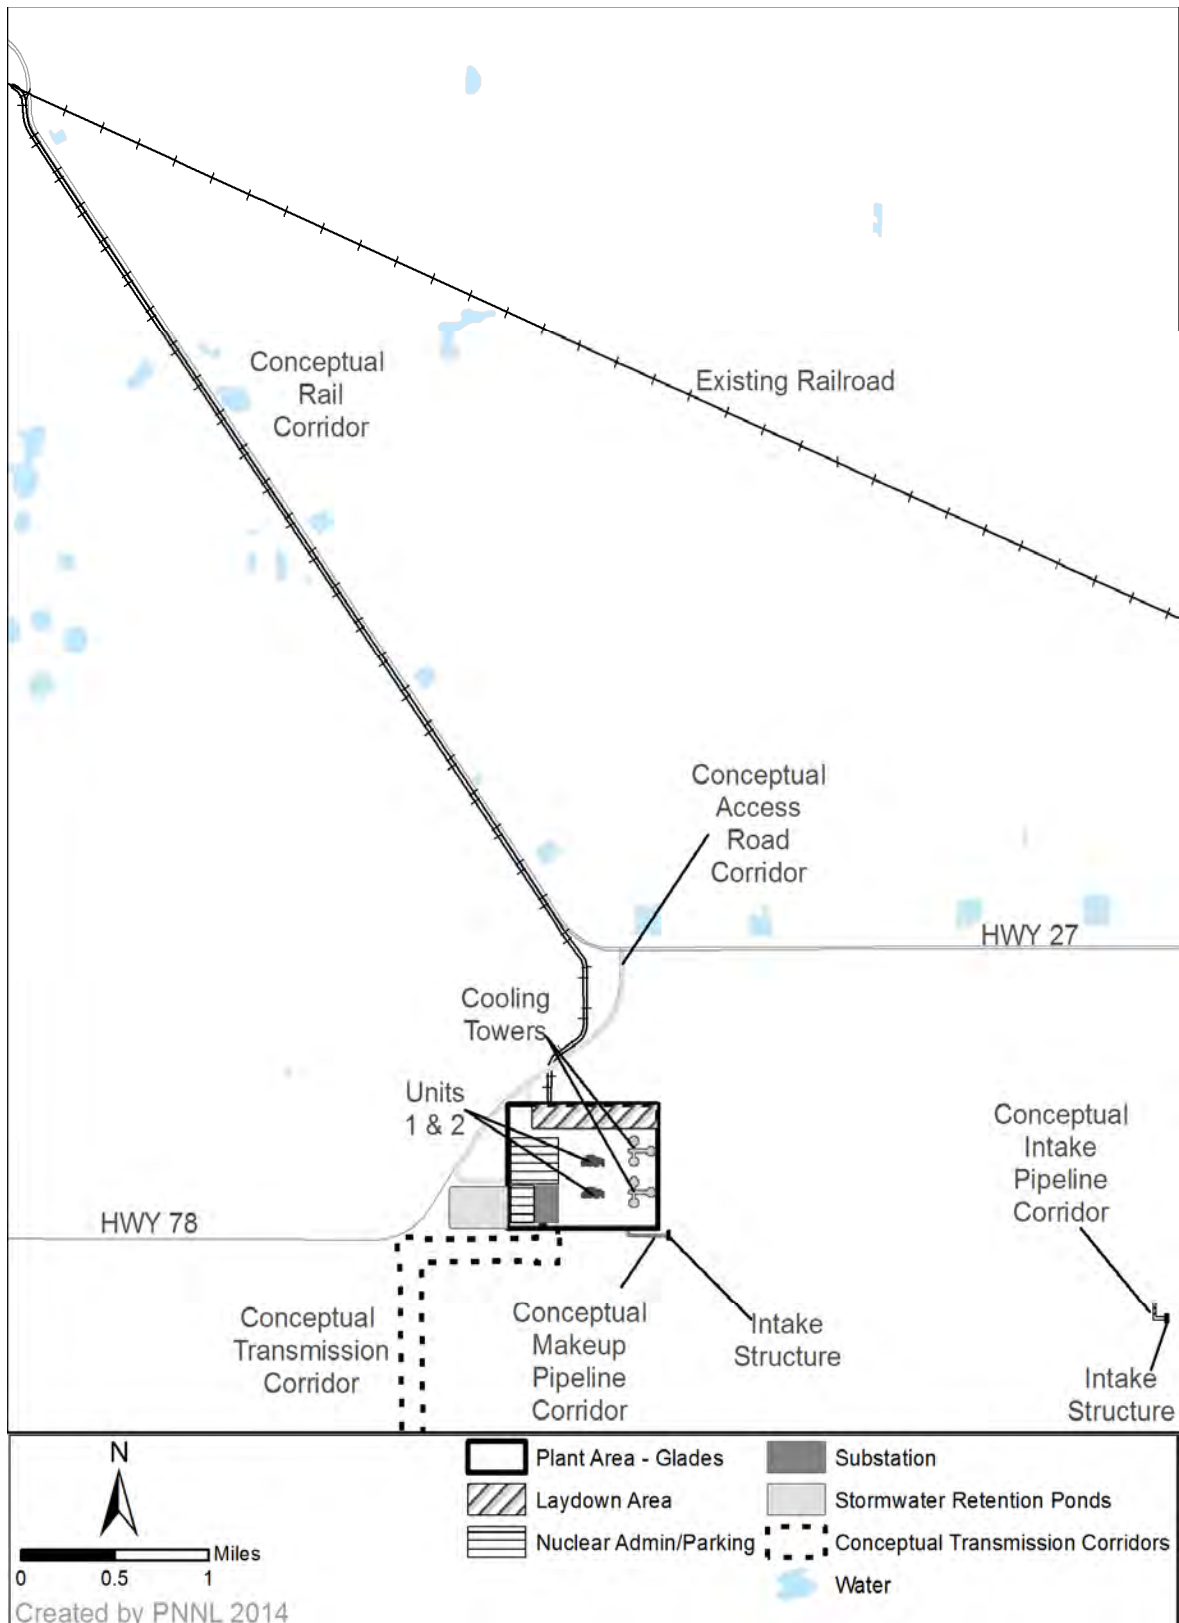 Conceptual
Rail
Corridor
Existing Railroad
Conceptual
Access
Road
Corridor
HWY 27
Cooling
Towers
Units
1 & 2
Conceptual
Intake
Pipeline
Corridor
HWY 78
Conceptual
Transmission
Corridor
Conceptual
Makeup
Pipeline
Corridor
Intake
Structure
Intake
Structure
N
Miles
0 0.5 1
Created by PNNL 2014
Plant Area - Glades
Laydown Area
Nuclear Admin/Parking
Substation
Stormwater Retention Ponds
Conceptual Transmission Corridors
Water